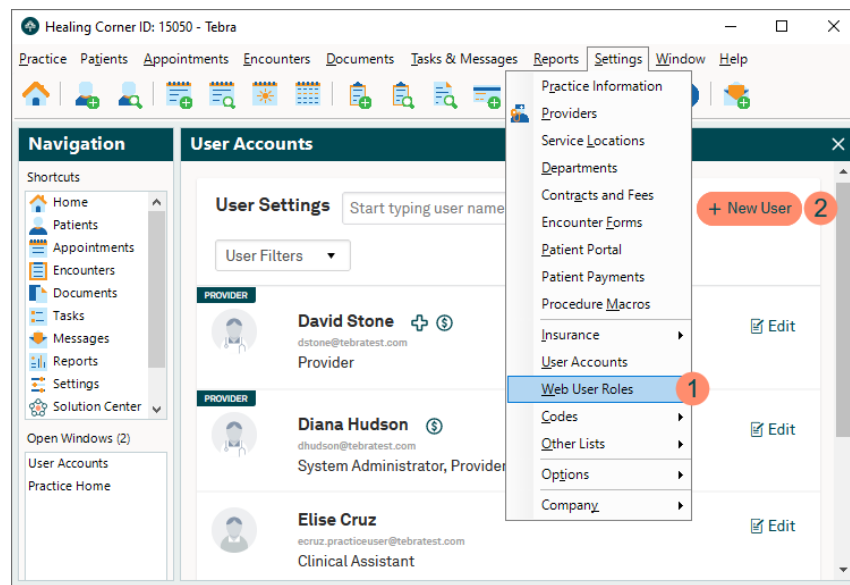 Healing Corner ID: 15050 - Tebra
Practice Patients Appointments Encounters Documents Tasks & Messages Reports Settings Window Help
Navigation
Shortcuts
Home
Patients
Appointments
Encounters
Documents
Tasks
Messages
Reports
Settings
Solution Center
Open Windows (2)
User Accounts
Practice Home
User Accounts
User Settings Start typing user name
+ New User 2
User Filters
PROVIDER
David Stone
dstone@tebratest.com
Provider
Edit
PROVIDER
Diana Hudson
dhudson@tebratest.com
System Administrator, Provider
Edit
Elise Cruz
ecruz.practiceuser@tebratest.com
Clinical Assistant
Edit
Practice Information
Providers
Service Locations
Departments
Contracts and Fees
Encounter Forms
Patient Portal
Patient Payments
Procedure Macros
Insurance
User Accounts
Web User Roles 1
Codes
Other Lists
Options
Company